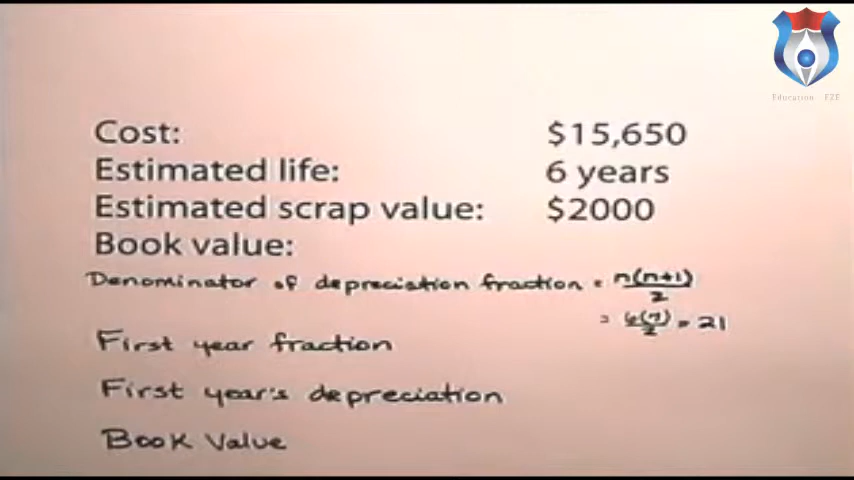 Education EZE
Cost: $15,650
Estimated life: 6 years
Estimated scrap value: $2000
Book value:
Denominator of depreciation fraction = n(n+1)/2
= 6(7)/2 = 21
First year fraction
First year's depreciation
Book Value